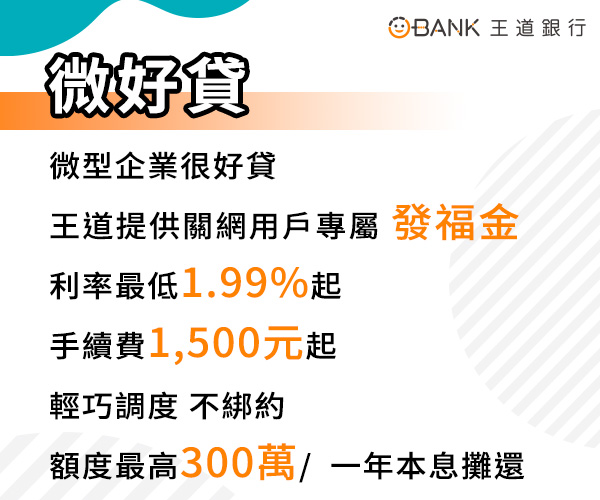 OBANK 王道銀行
微好貸
微型企業很好貸
王道提供關網用戶專屬 發福金
利率最低1.99%起
手續費1,500元起
輕巧調度 不綁約
額度最高300萬/ 一年本息攤還